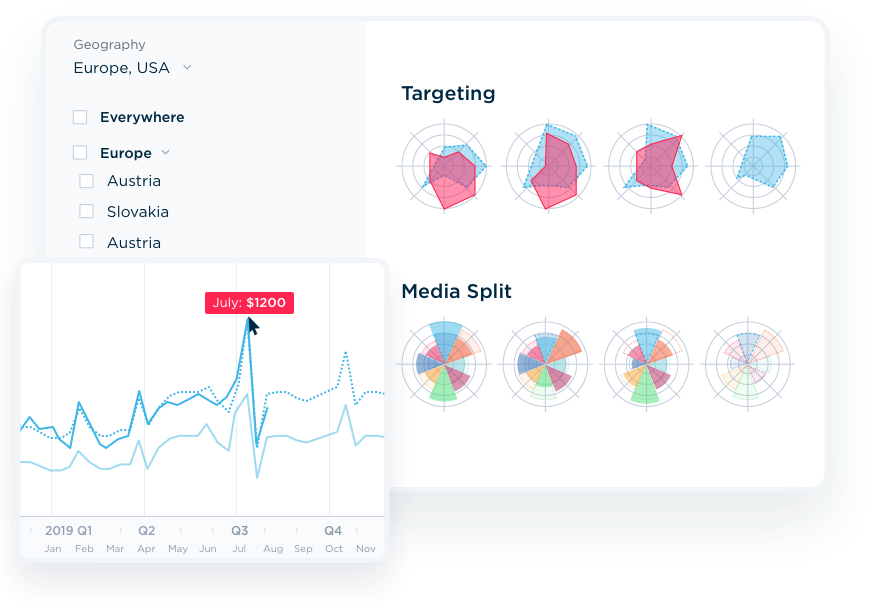 Geography
Europe, USA
Everywhere
Europe
Austria
Slovakia
Austria
Targeting
Media Split
July: $1200
2019 Q1 Q2 Q3 Q4
Jan Feb Mar Apr May Jun Jul Aug Sep Oct Nov